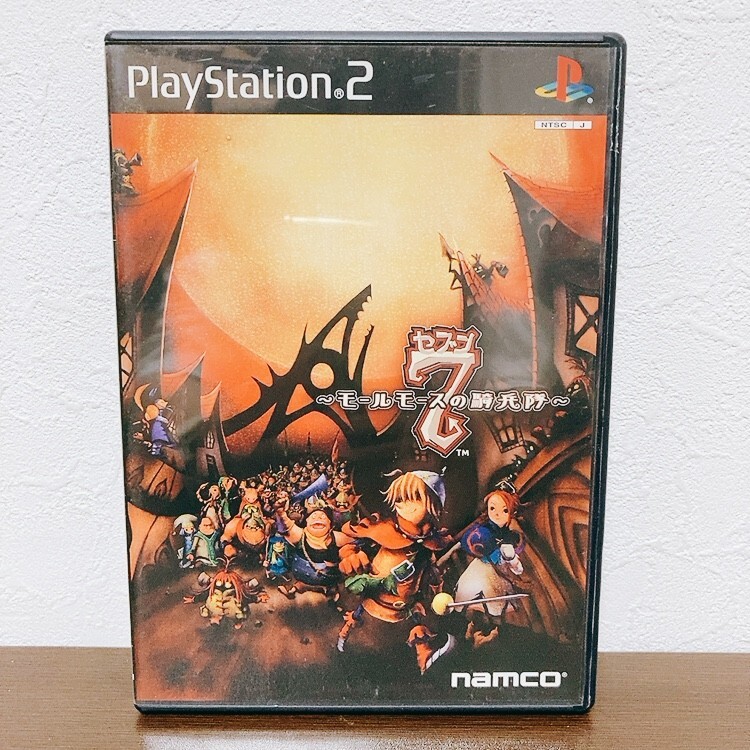 PlayStation®2
NTSC J
セブン
7
～モールモースの騎兵隊～
TM
namco®